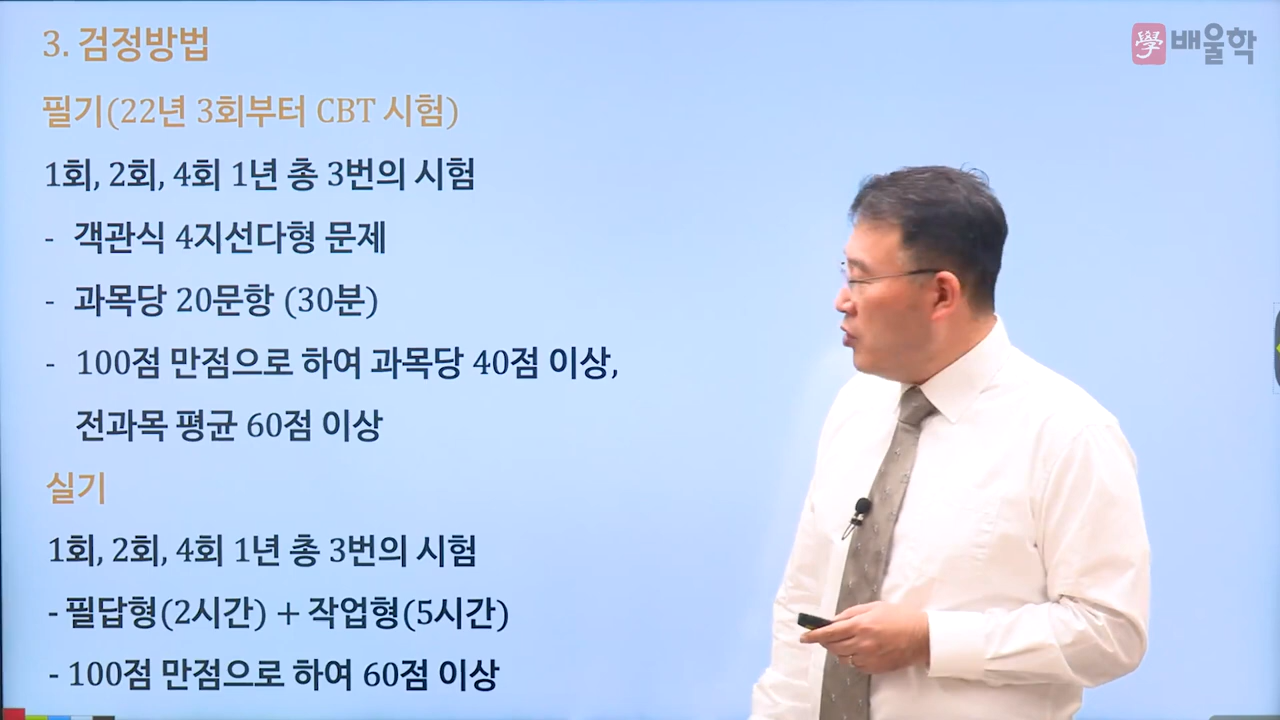 3. 검정방법
學 배울학
필기(22년 3회부터 CBT 시험)
1회, 2회, 4회 1년 총 3번의 시험
- 객관식 4지선다형 문제
- 과목당 20문항 (30분)
- 100점 만점으로 하여 과목당 40점 이상,
전과목 평균 60점 이상
실기
1회, 2회, 4회 1년 총 3번의 시험
- 필답형(2시간) + 작업형(5시간)
- 100점 만점으로 하여 60점 이상